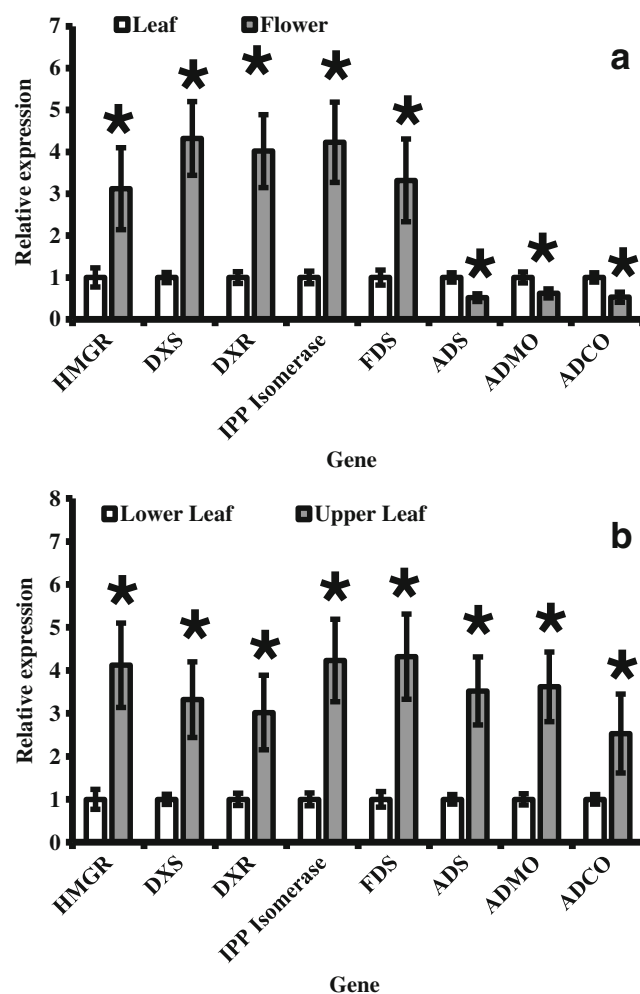 Leaf Flower
a
7
6
5
4
3
2
1
0
Relative expression
HMGR DXS DXR IPP Isomerase FDS ADS ADMO ADCO
Gene
Lower Leaf Upper Leaf
b
8
7
6
5
4
3
2
1
0
Relative expression
HMGR DXS DXR IPP Isomerase FDS ADS ADMO ADCO
Gene